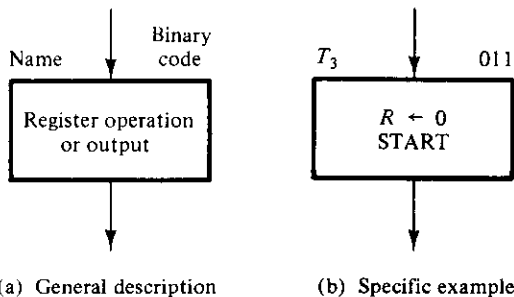 Name
Binary
code
Register operation
or output
T3
011
R ← 0
START
(a) General description
(b) Specific example